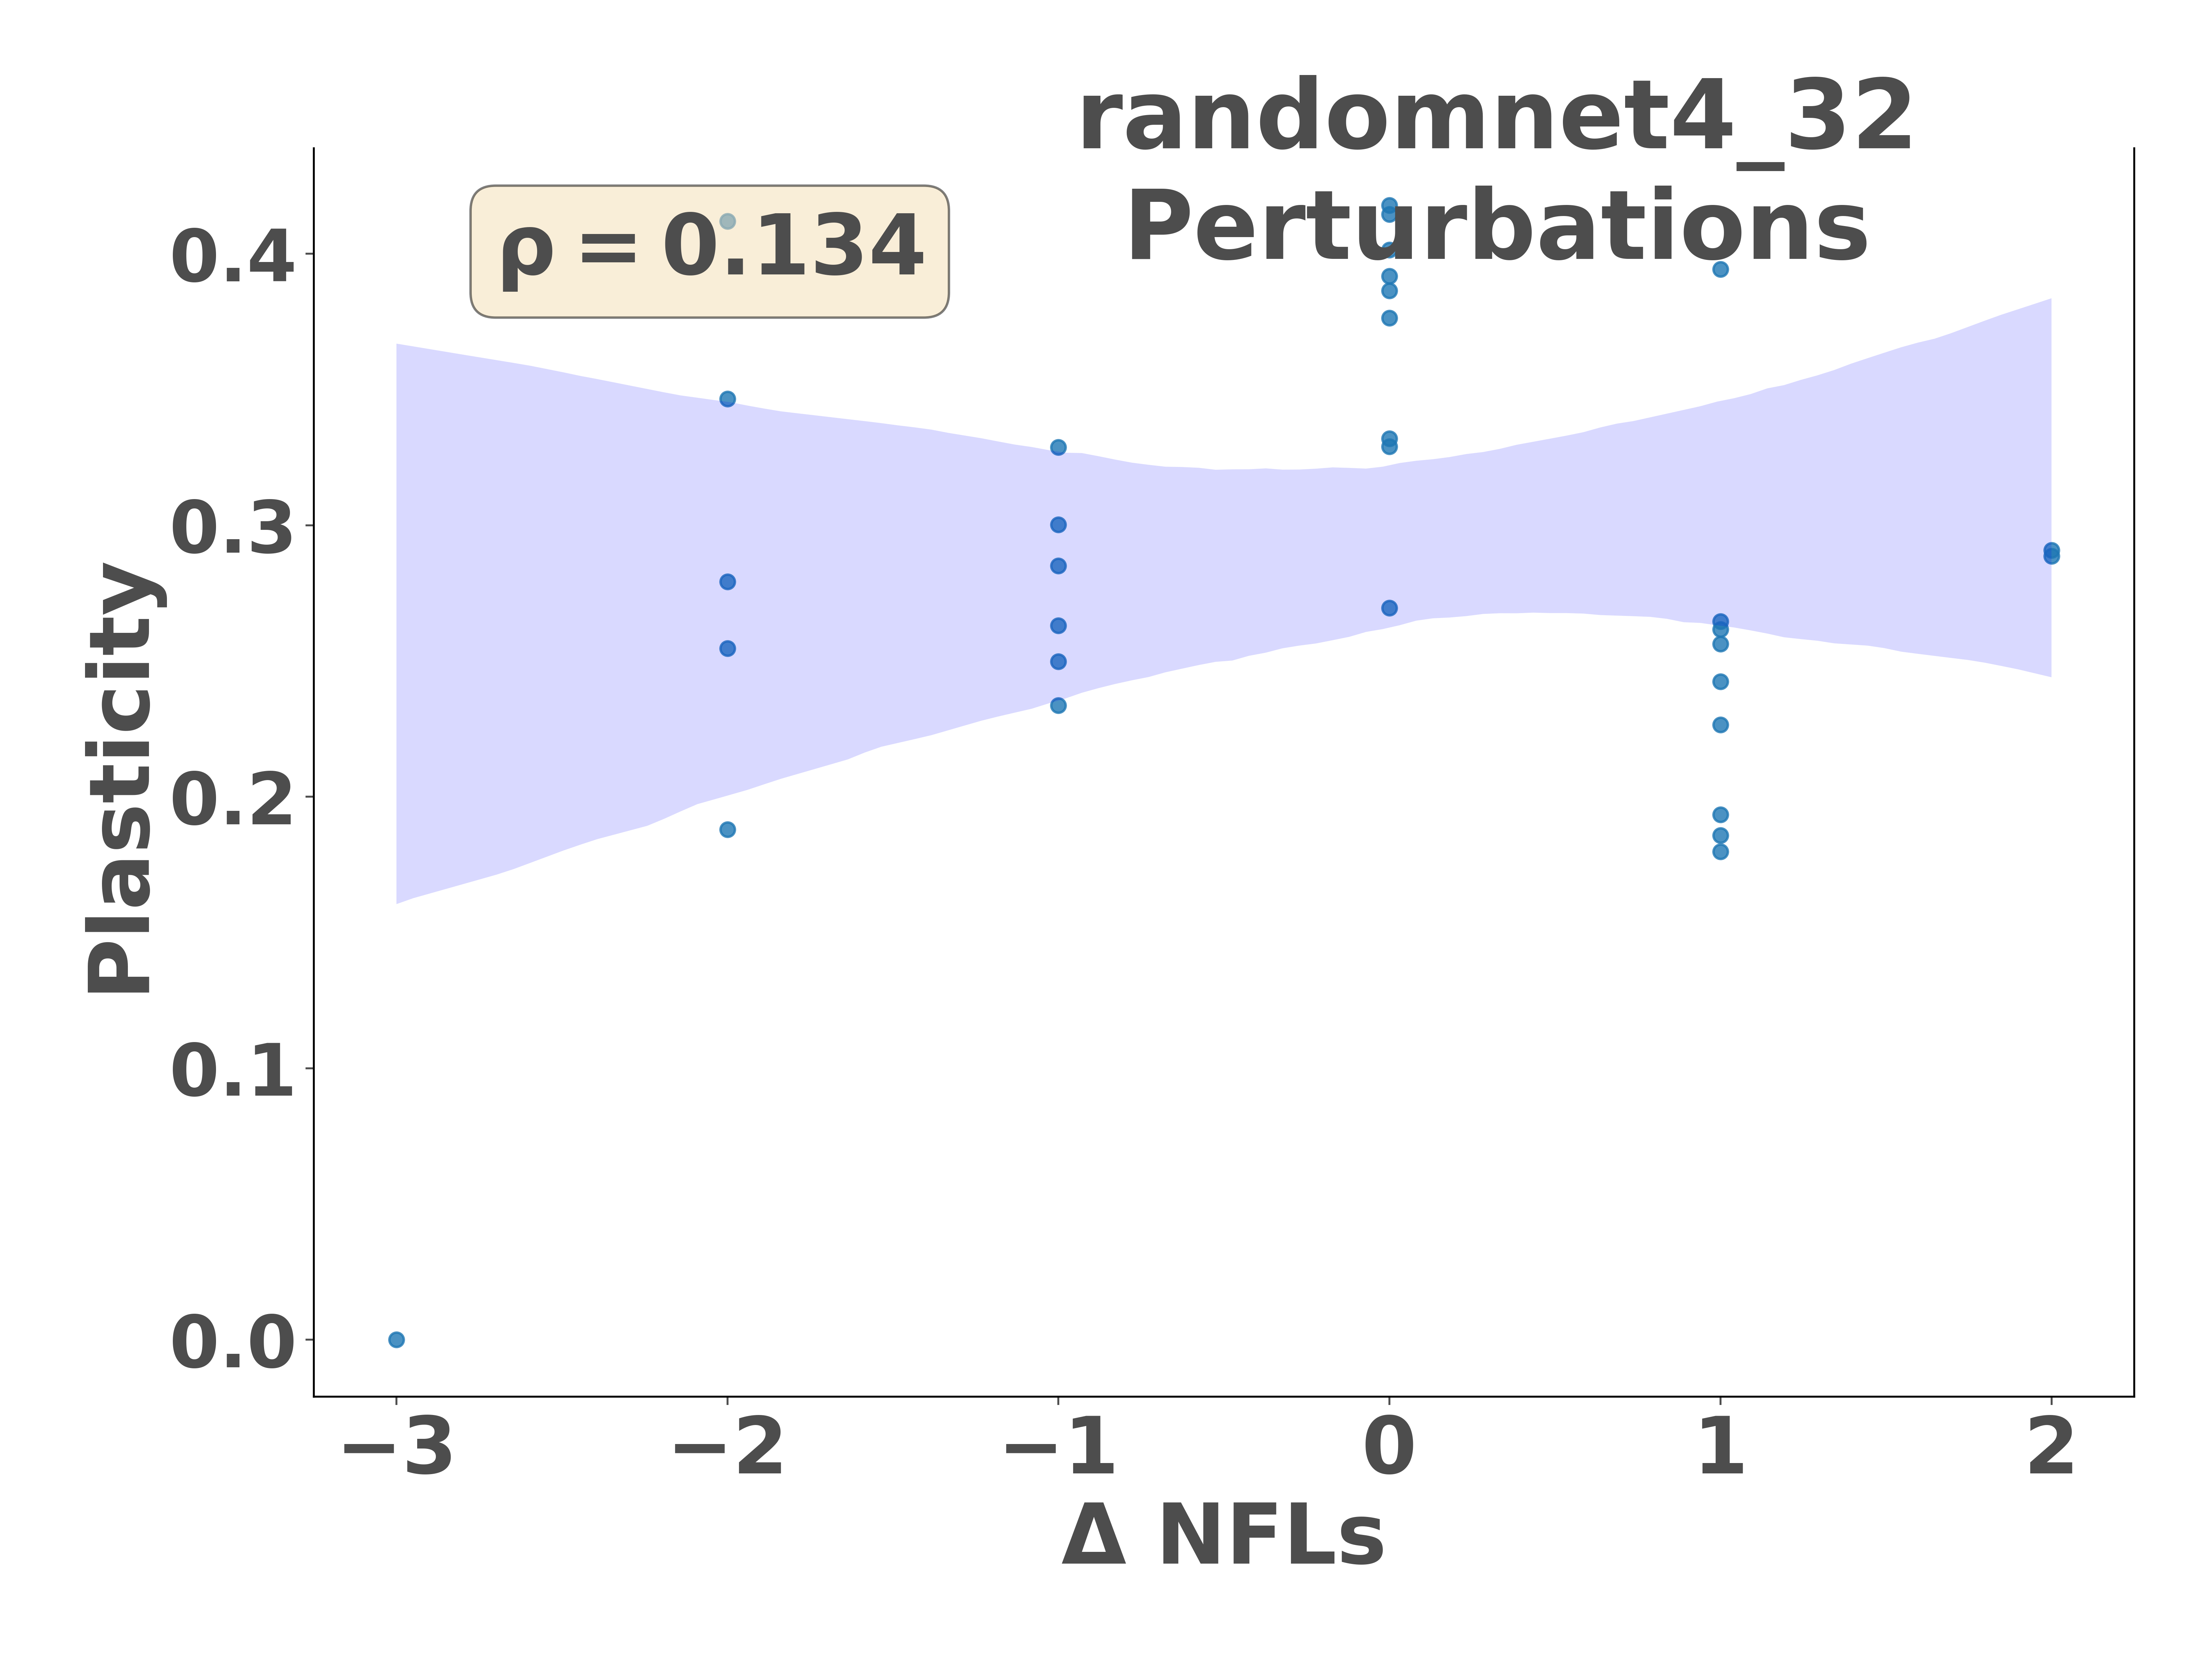 randomnet4_32
Perturbations
ρ = 0.134
Plasticity
0.4
0.3
0.2
0.1
0.0
−3 −2 −1 0 1 2
Δ NFLs